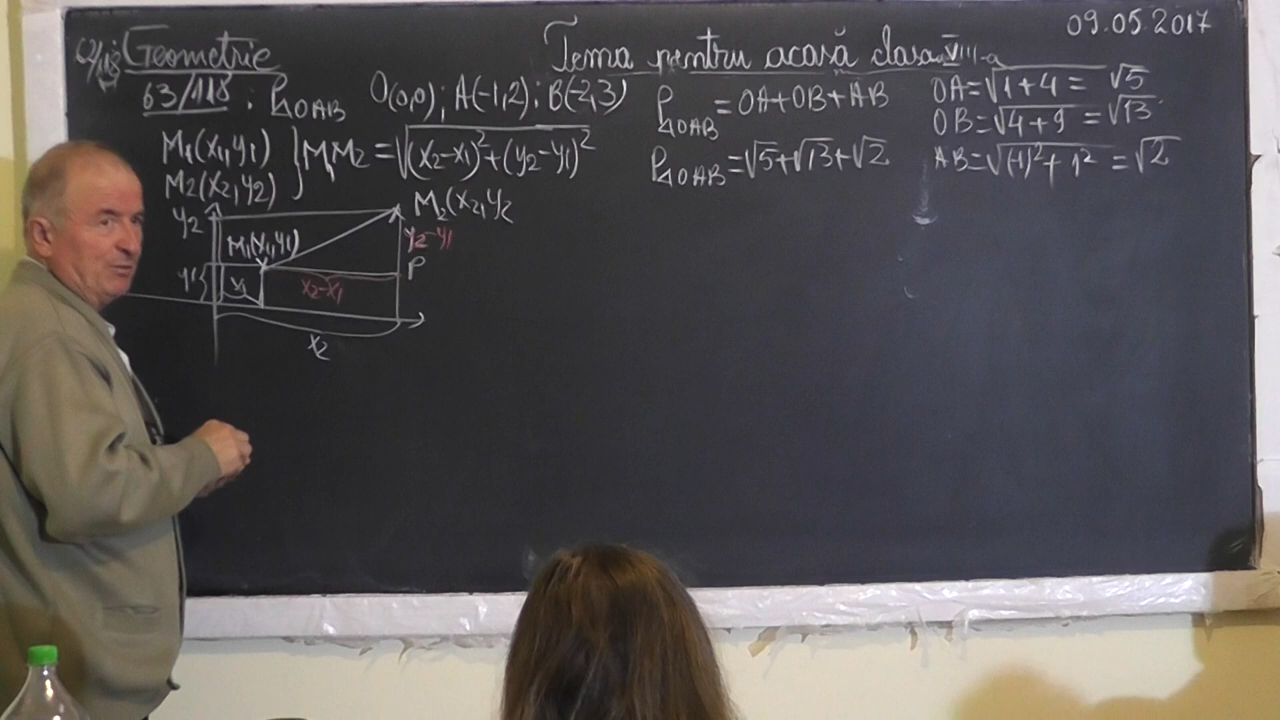 Geometrie
Tema pentru acasă clasa VIII-a
09.05.2017
63/118: P△OAB O(0,0); A(-1,2); B(-2,3)
M1(x1,y1)
M2(x2,y2)
} M1M2 = √(x2-x1)²+(y2-y1)²
P△OAB = OA+OB+AB
P△OAB = √5+√13+√2
OA=√1+4 = √5
OB=√4+9 = √13
AB=√(-1)²+1² = √2
y2
M2(x2,y2
M1(x1,y1)
y2-y1
P
y1
x1
x2-x1
x2